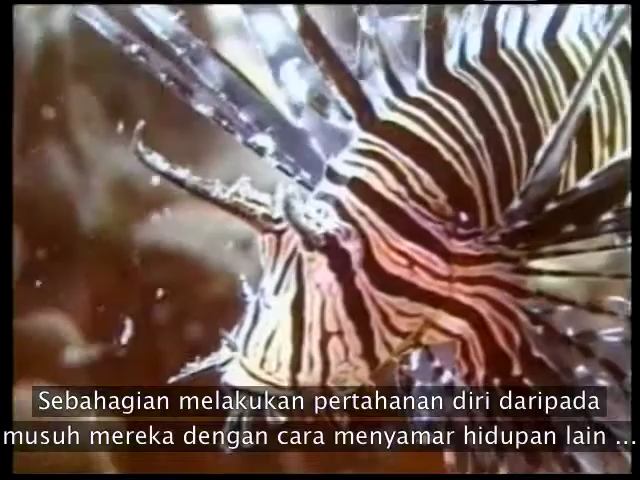 Sebahagian melakukan pertahanan diri daripada
musuh mereka dengan cara menyamar hidupan lain ...